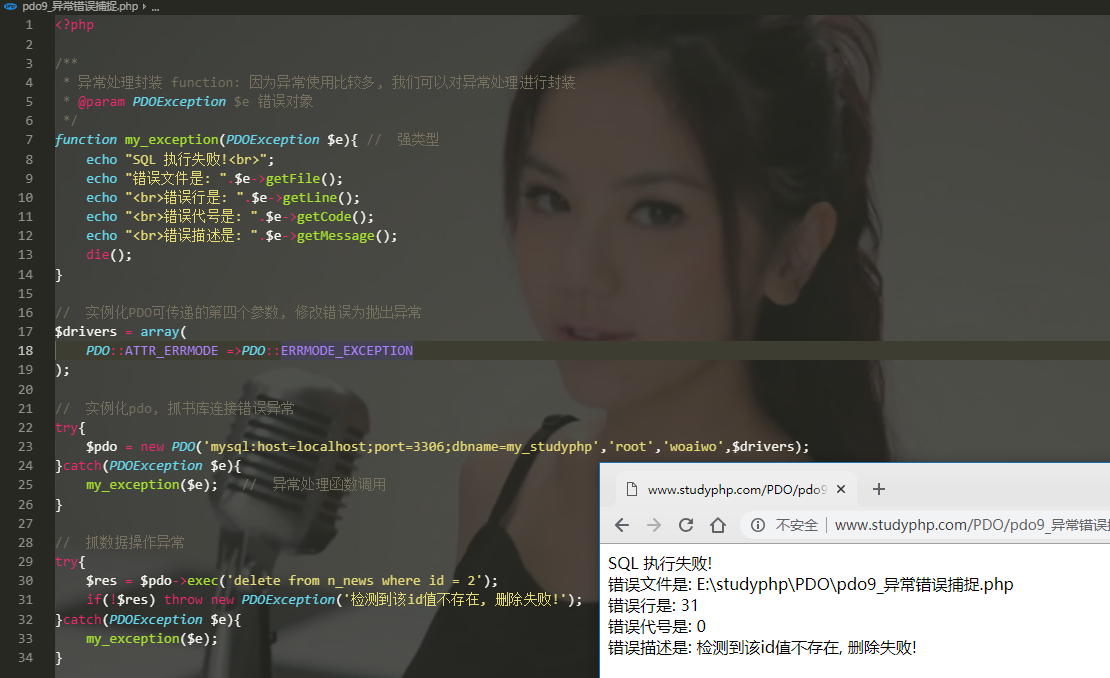 pdo9_异常错误捕捉.php › ...
1 <?php
2
3 /**
4  * 异常处理封装 function: 因为异常使用比较多, 我们可以对异常处理进行封装
5  * @param PDOException $e 错误对象
6  */
7 function my_exception(PDOException $e){ //  强类型
8     echo "SQL 执行失败!<br>";
9     echo "错误文件是: ".$e->getFile();
10     echo "<br>错误行是: ".$e->getLine();
11     echo "<br>错误代号是: ".$e->getCode();
12     echo "<br>错误描述是: ".$e->getMessage();
13     die();
14 }
15
16 //  实例化PDO可传递的第四个参数, 修改错误为抛出异常
17 $drivers = array(
18     PDO::ATTR_ERRMODE =>PDO::ERRMODE_EXCEPTION
19 );
20
21 //  实例化pdo, 抓书库连接错误异常
22 try{
23     $pdo = new PDO('mysql:host=localhost;port=3306;dbname=my_studyphp','root','woaiwo',$drivers);
24 }catch(PDOException $e){
25     my_exception($e);   //  异常处理函数调用
26 }
27
28 //  抓数据操作异常
29 try{
30     $res = $pdo->exec('delete from n_news where id = 2');
31     if(!$res) throw new PDOException('检测到该id值不存在, 删除失败!');
32 }catch(PDOException $e){
33     my_exception($e);
34 }
www.studyphp.com/PDO/pdo9
不安全 | www.studyphp.com/PDO/pdo9_异常错误
SQL 执行失败!
错误文件是: E:\studyphp\PDO\pdo9_异常错误捕捉.php
错误行是: 31
错误代号是: 0
错误描述是: 检测到该id值不存在, 删除失败!